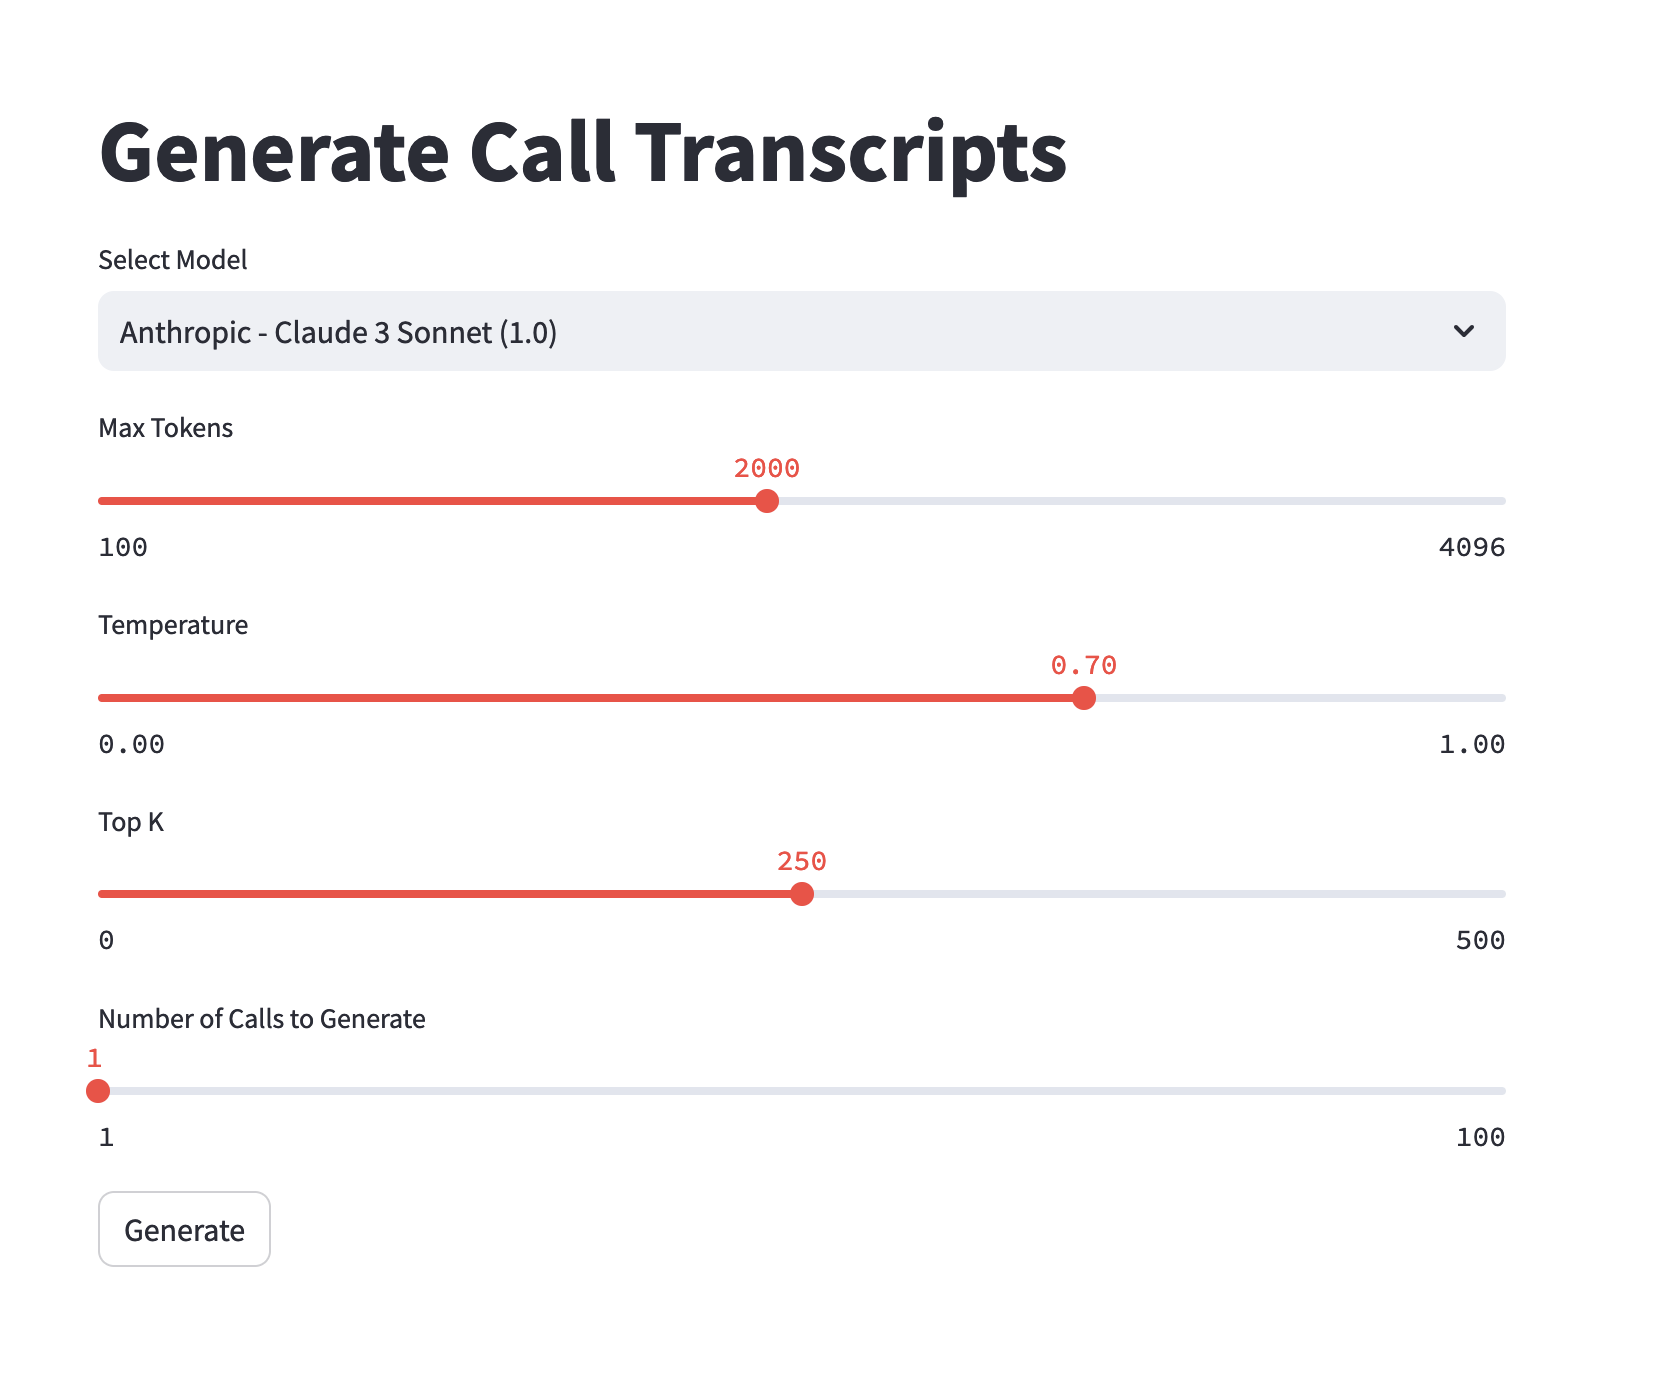 Generate Call Transcripts
Select Model
Anthropic - Claude 3 Sonnet (1.0)
Max Tokens
2000
100 4096
Temperature
0.70
0.00 1.00
Top K
250
0 500
Number of Calls to Generate
1
1 100
Generate